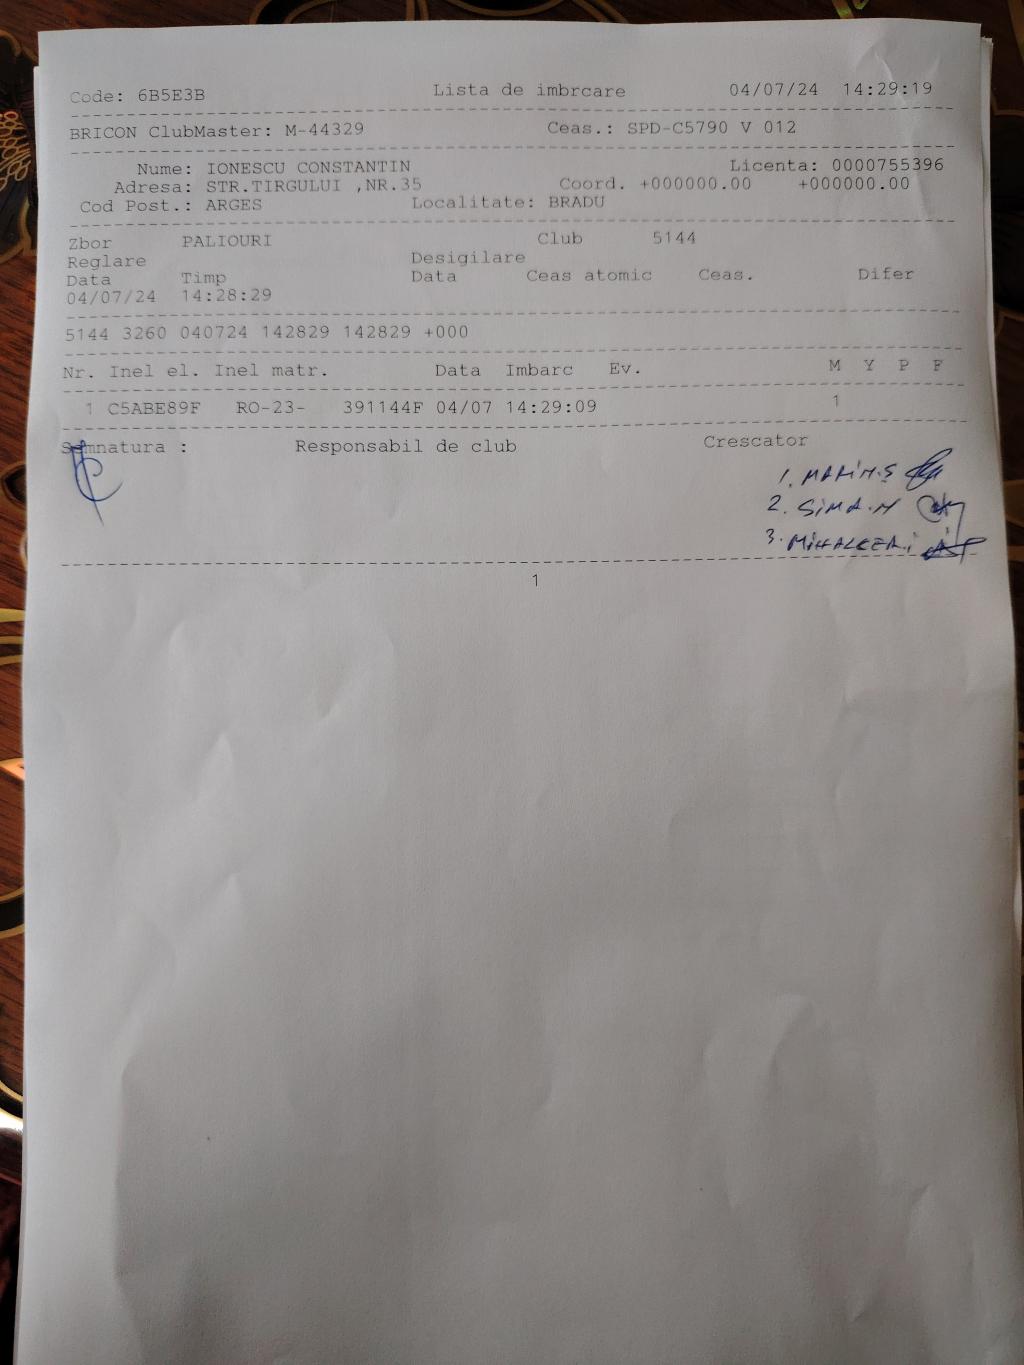 Code: 6B5E3B Lista de imbrcare 04/07/24 14:29:19
BRICON ClubMaster: M-44329 Ceas.: SPD-C5790 V 012
Nume: IONESCU CONSTANTIN Licenta: 0000755396
Adresa: STR.TIRGULUI ,NR.35 Coord. +000000.00 +000000.00
Cod Post.: ARGES Localitate: BRADU
Zbor PALIOURI Club 5144
Reglare Desigilare
Data Timp Data Ceas atomic Ceas. Difer
04/07/24 14:28:29
5144 3260 040724 142829 142829 +000
Nr. Inel el. Inel matr. Data Imbarc Ev. M Y P F
1 C5ABE89F RO-23- 391144F 04/07 14:29:09 1
Semnatura : Responsabil de club Crescator
1. MARIN.S
2. SIMA.N
3. MIHALCEA.i
1